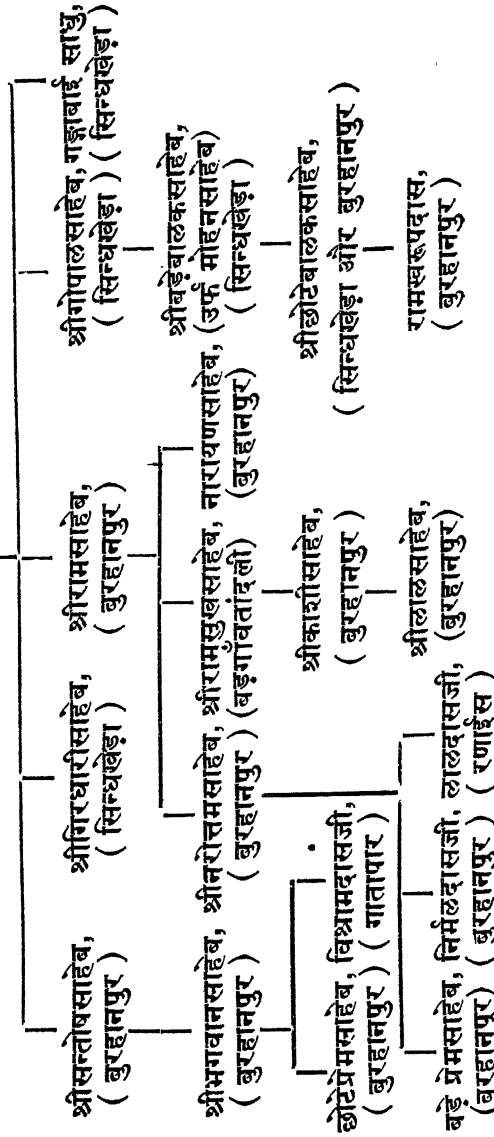 श्रीसन्तोषसाहेब, श्रीगिरधारीसाहेब, श्रीरामसाहेब, श्रीगोपालसाहेब, गङ्गाबाई साधु,
( बुरहानपुर ) ( सिन्धखेड़ा ) ( बुरहानपुर ) ( सिन्धखेड़ा ) ( सिन्धखेड़ा )
श्रीभगवानसाहेब, श्रीनरोत्तमसाहेब, श्रीरामसुखसाहेब, नारायणसाहेब, श्रीबड़ेबालकसाहेब,
( बुरहानपुर ) ( बुरहानपुर ) (बड़गाँवतांदली) (बुरहानपुर) (उर्फ मोहनसाहेब)
( सिन्धखेड़ा )
छोटेप्रेमसाहेब, विश्रामदासजी, श्रीकाशीसाहेब, श्रीछोटेबालकसाहेब,
( बुरहानपुर ) ( गातापार ) ( बुरहानपुर ) ( सिन्धखेड़ा और बुरहानपुर )
बड़े प्रेमसाहेब, निर्मलदासजी, लालदासजी, श्रीलालसाहेब, रामस्वरूपदास,
(बुरहानपुर) ( बुरहानपुर ) ( रणाईस ) (बुरहानपुर) ( बुरहानपुर )